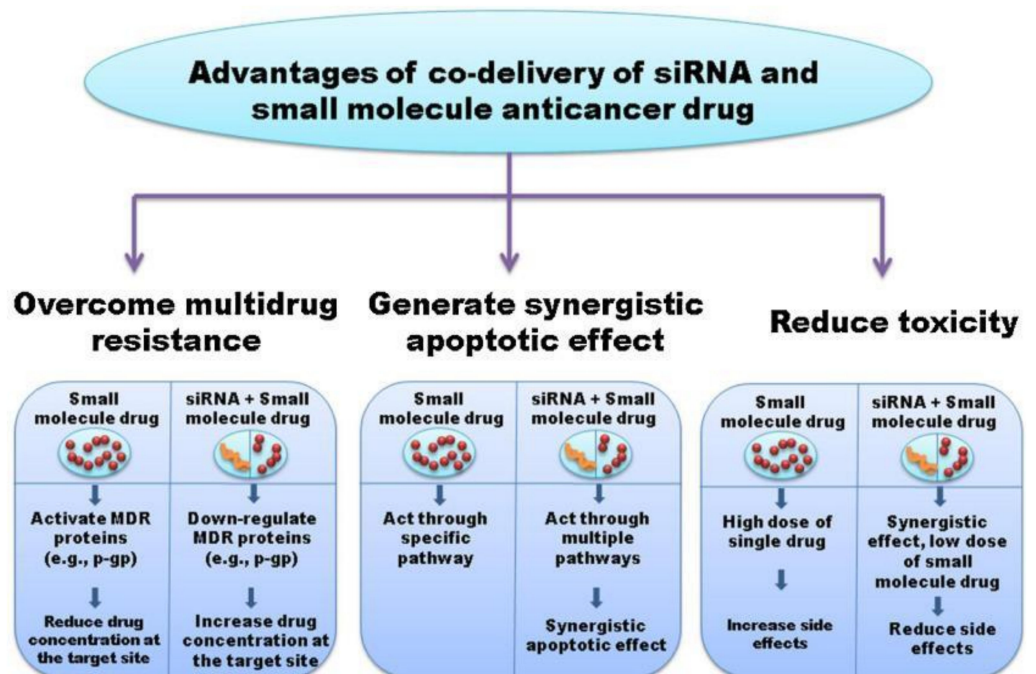 Advantages of co-delivery of siRNA and
small molecule anticancer drug
Overcome multidrug
resistance
Small
molecule drug
Activate MDR
proteins
(e.g., p-gp)
Reduce drug
concentration at
the target site
siRNA + Small
molecule drug
Down-regulate
MDR proteins
(e.g., p-gp)
Increase drug
concentration at
the target site
Generate synergistic
apoptotic effect
Small
molecule drug
Act through
specific
pathway
siRNA + Small
molecule drug
Act through
multiple
pathways
Synergistic
apoptotic effect
Reduce toxicity
Small
molecule drug
High dose of
single drug
Increase side
effects
siRNA + Small
molecule drug
Synergistic
effect, low dose
of small
molecule drug
Reduce side
effects